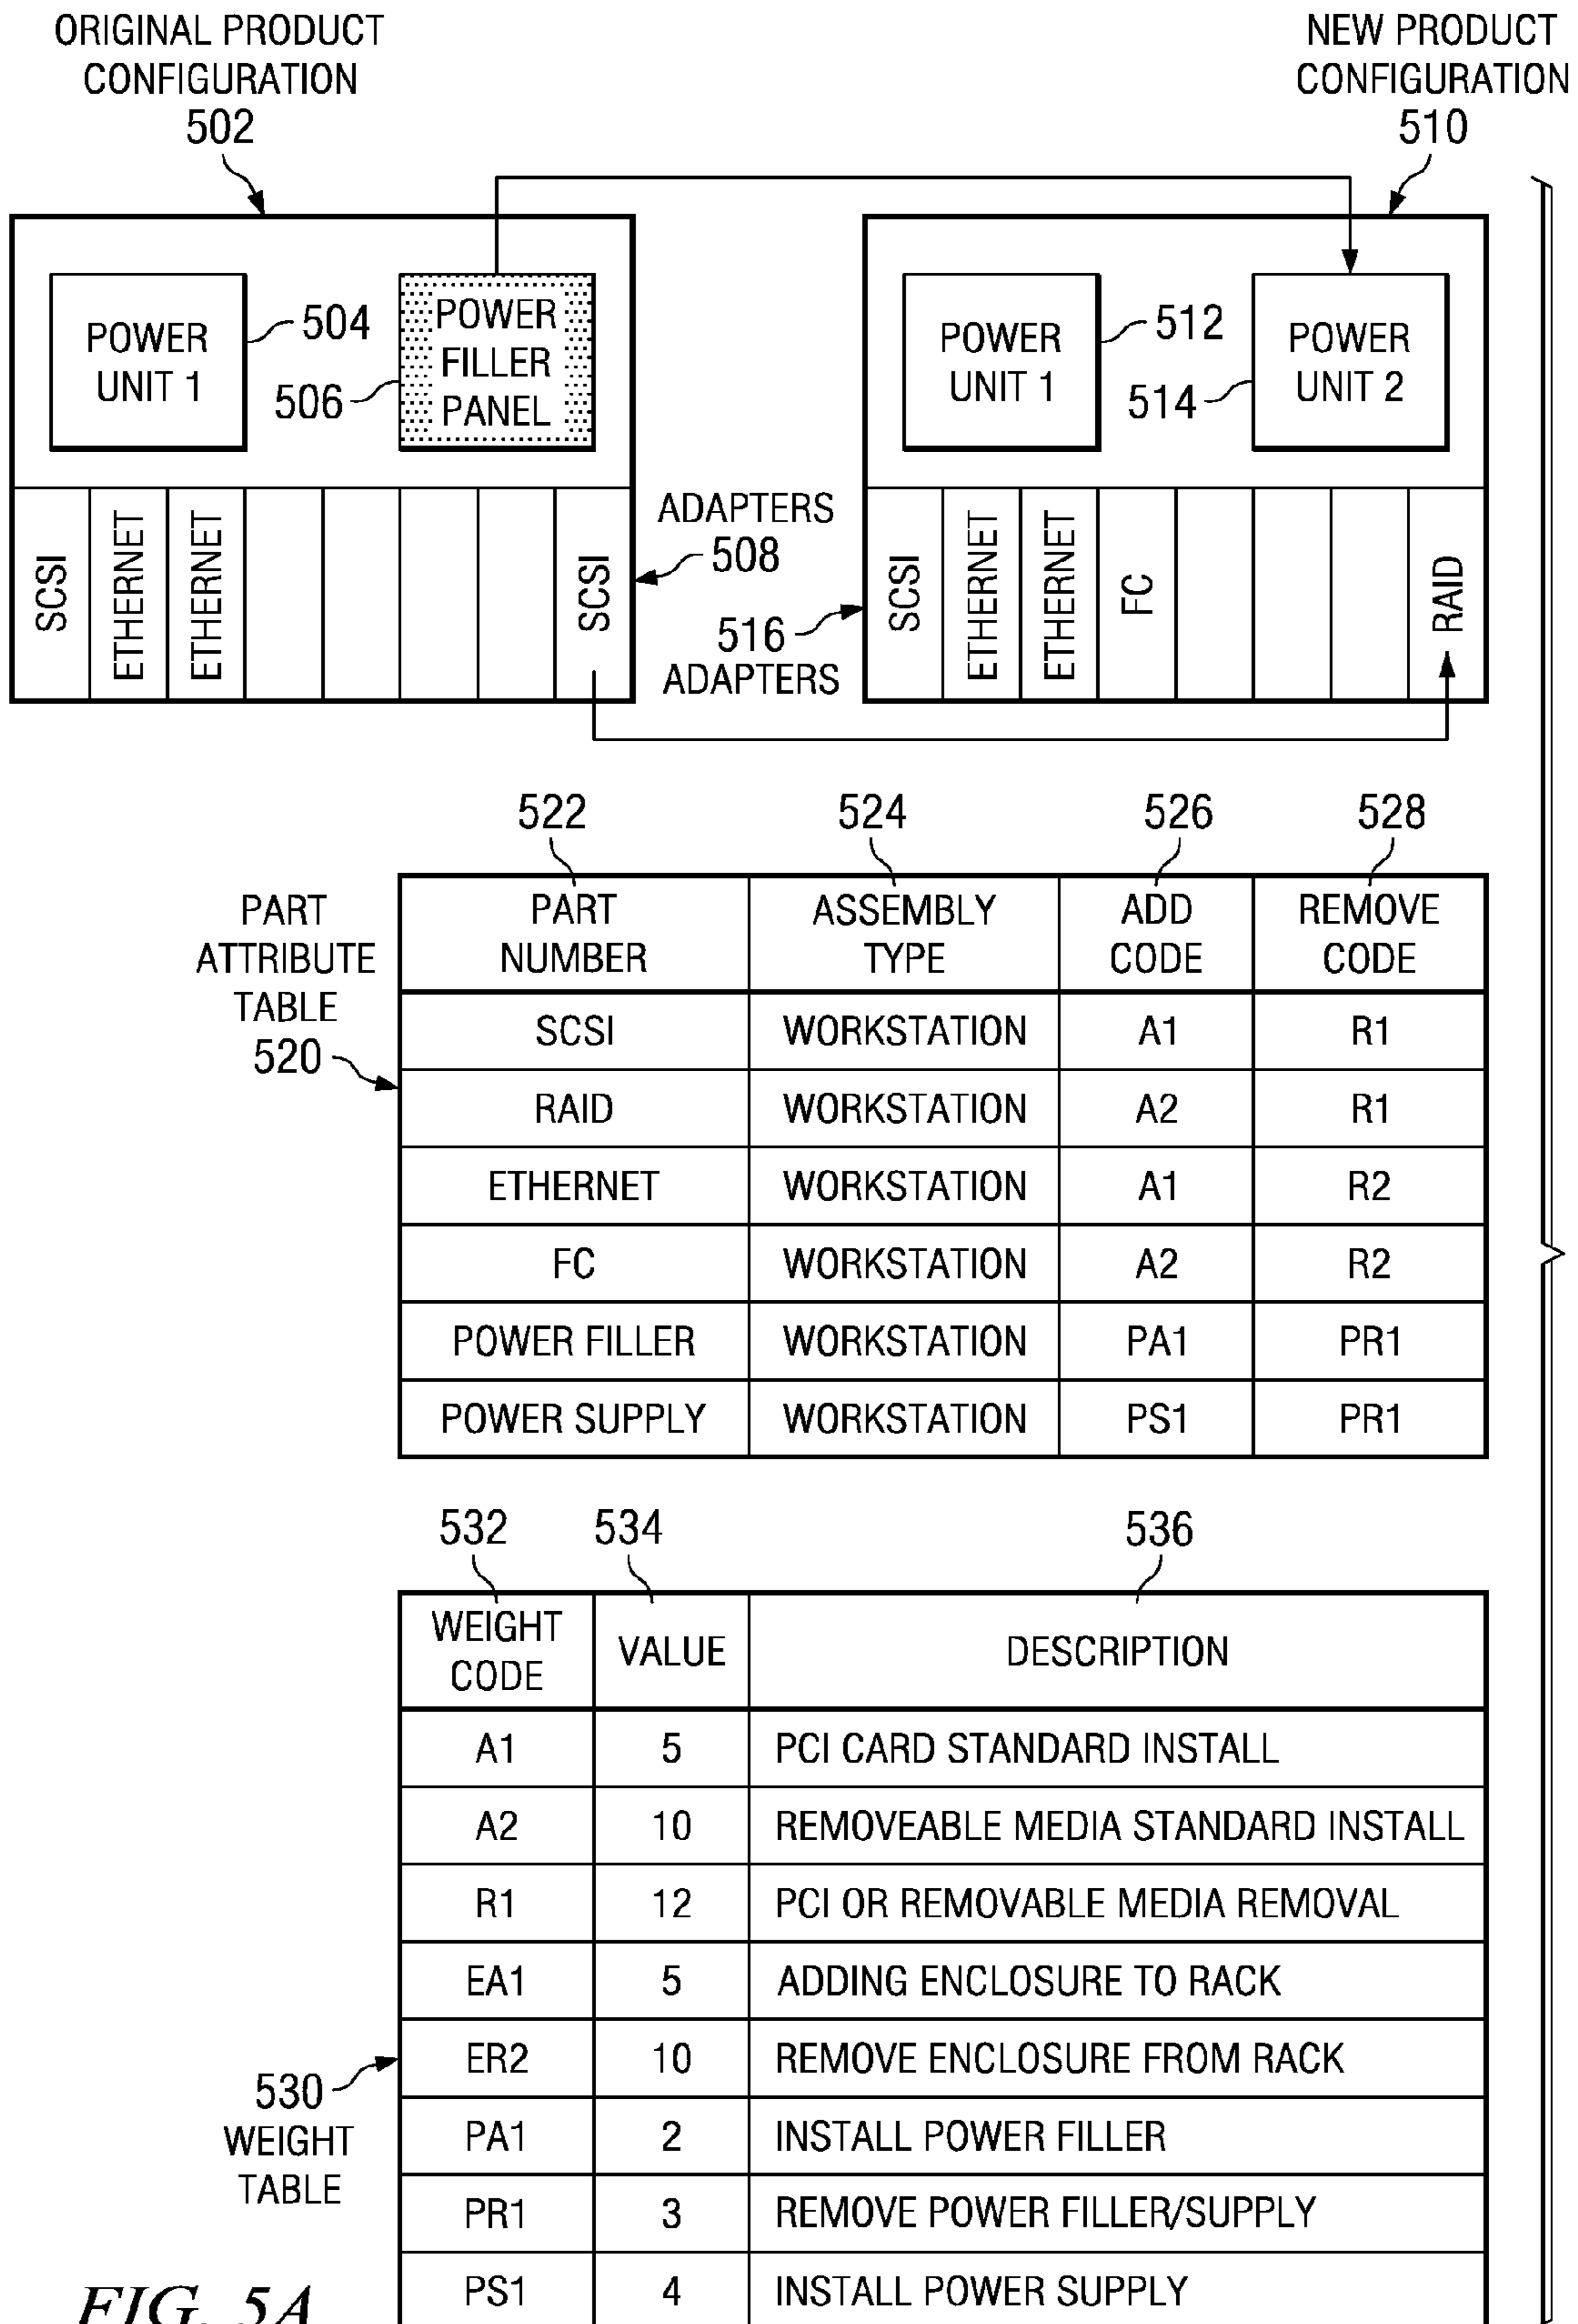 ORIGINAL PRODUCT
CONFIGURATION
502
NEW PRODUCT
CONFIGURATION
510
POWER
UNIT 1
504
506
POWER
FILLER
PANEL
POWER
UNIT 1
512
514
POWER
UNIT 2
SCSI
ETHERNET
ETHERNET
SCSI
ADAPTERS
508
516
ADAPTERS
SCSI
ETHERNET
ETHERNET
FC
RAID
522
524
526
528
PART
ATTRIBUTE
TABLE
520
PART NUMBER ASSEMBLY TYPE ADD CODE REMOVE CODE
SCSI WORKSTATION A1 R1
RAID WORKSTATION A2 R1
ETHERNET WORKSTATION A1 R2
FC WORKSTATION A2 R2
POWER FILLER WORKSTATION PA1 PR1
POWER SUPPLY WORKSTATION PS1 PR1
532
534
536
WEIGHT CODE VALUE DESCRIPTION
A1 5 PCI CARD STANDARD INSTALL
A2 10 REMOVEABLE MEDIA STANDARD INSTALL
R1 12 PCI OR REMOVABLE MEDIA REMOVAL
EA1 5 ADDING ENCLOSURE TO RACK
ER2 10 REMOVE ENCLOSURE FROM RACK
PA1 2 INSTALL POWER FILLER
PR1 3 REMOVE POWER FILLER/SUPPLY
PS1 4 INSTALL POWER SUPPLY
530
WEIGHT
TABLE
FIG. 5A